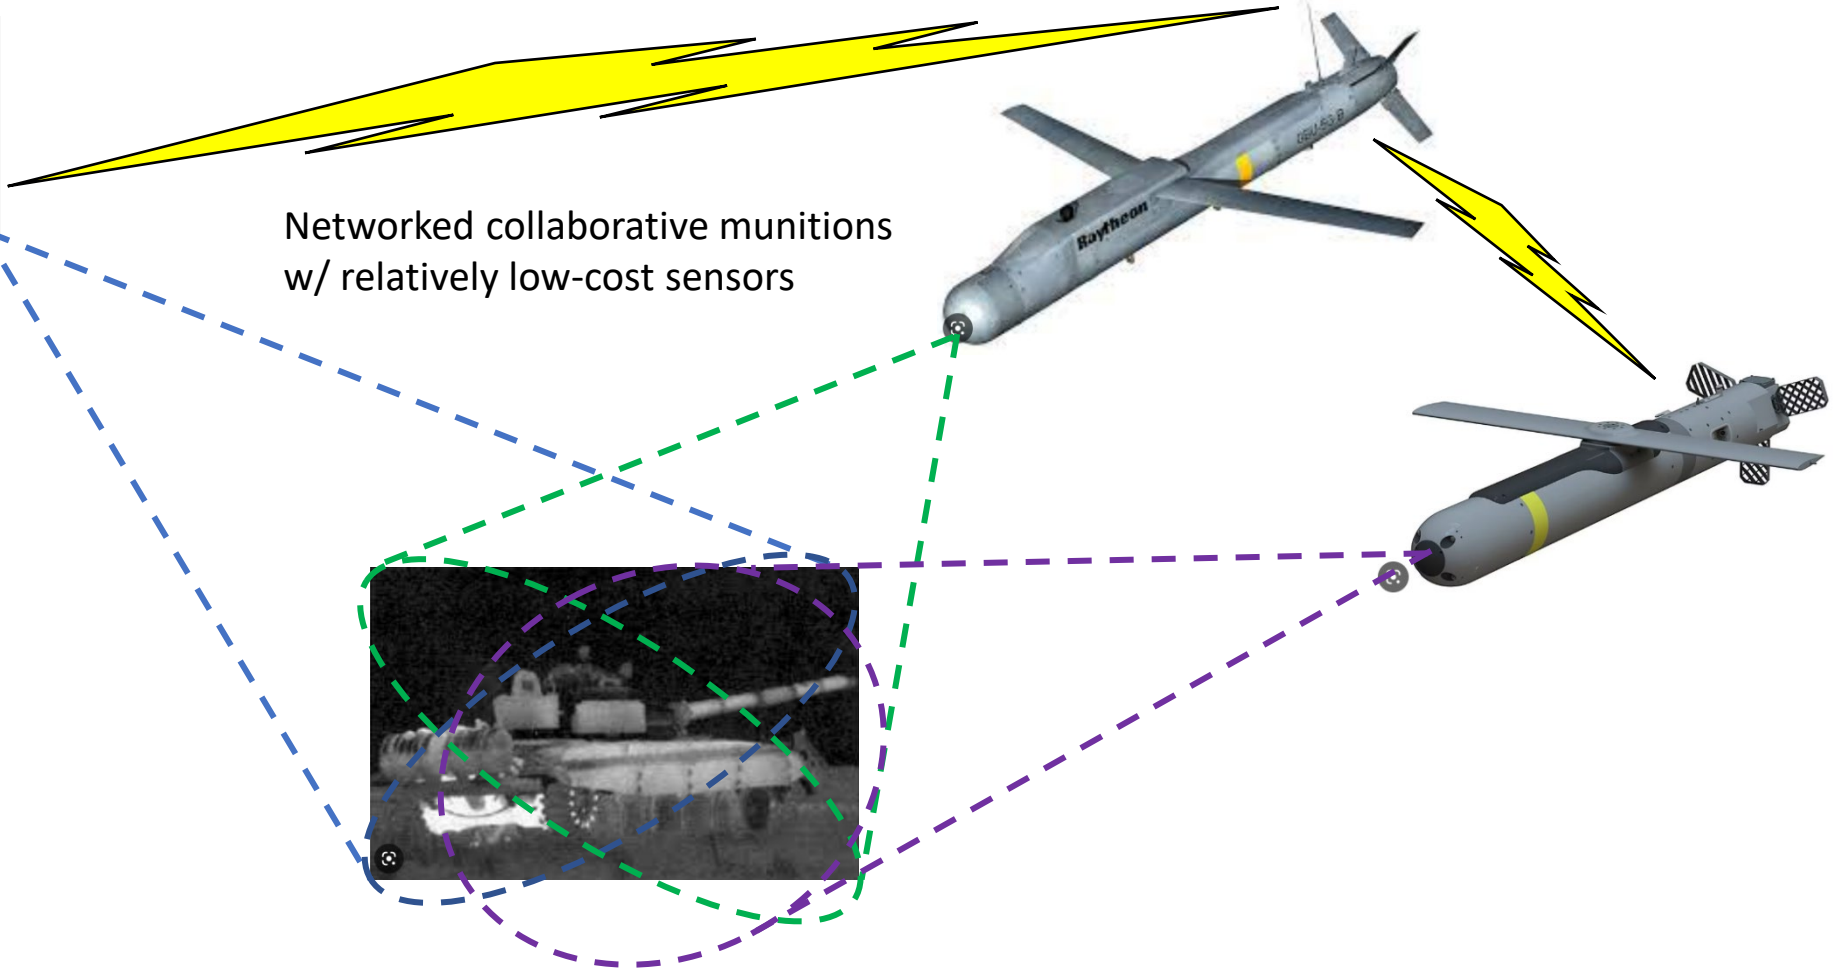 Networked collaborative munitions
w/ relatively low-cost sensors
Raytheon